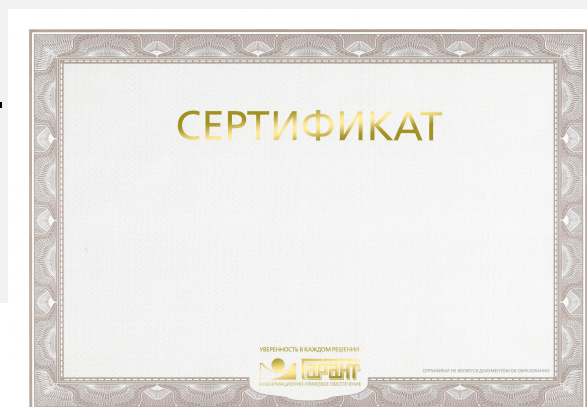 СЕРТИФИКАТ
УВЕРЕННОСТЬ В КАЖДОМ РЕШЕНИИ
ГАРАНТ
ИНФОРМАЦИОННО-ПРАВОВОЕ ОБЕСПЕЧЕНИЕ
СЕРТИФИКАТ НЕ ЯВЛЯЕТСЯ ДОКУМЕНТОМ ОБ ОБРАЗОВАНИИ